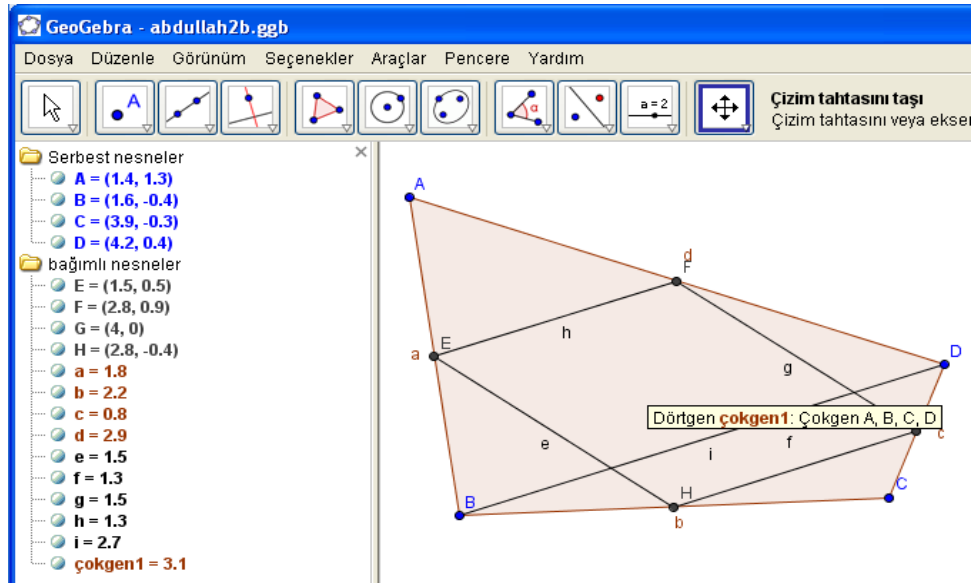 GeoGebra - abdullah2b.ggb
Dosya Düzenle Görünüm Seçenekler Araçlar Pencere Yardım
A
α
a = 2
Çizim tahtasını taşı
Çizim tahtasını veya eksen
Serbest nesneler
A = (1.4, 1.3)
B = (1.6, -0.4)
C = (3.9, -0.3)
D = (4.2, 0.4)
bağımlı nesneler
E = (1.5, 0.5)
F = (2.8, 0.9)
G = (4, 0)
H = (2.8, -0.4)
a = 1.8
b = 2.2
c = 0.8
d = 2.9
e = 1.5
f = 1.3
g = 1.5
h = 1.3
i = 2.7
çokgen1 = 3.1
A
d
F
h
E
a
D
g
Dörtgen çokgen1: Çokgen A, B, C, D
c
e
f
i
C
H
B
b